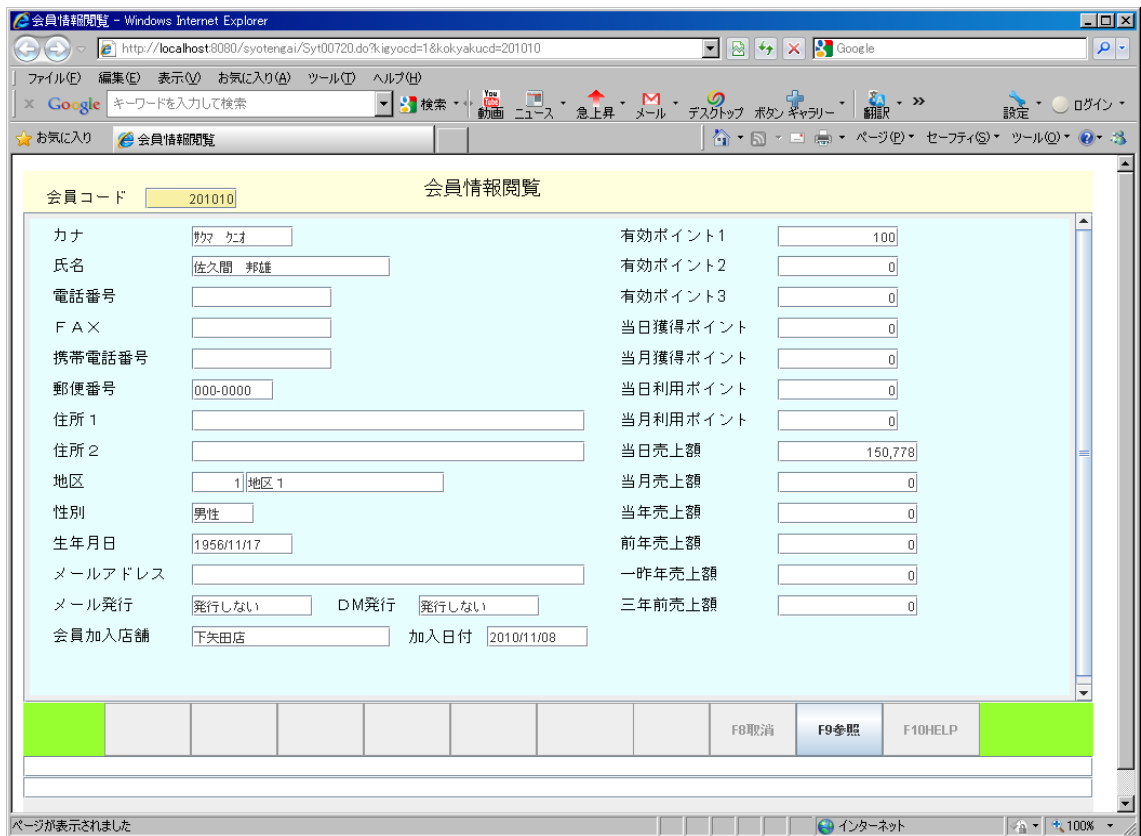 会員情報閲覧 - Windows Internet Explorer
http://localhost:8080/syotengai/Syt00720.do?kigyocd=1&kokyakucd=201010
Google
ファイル(F) 編集(E) 表示(V) お気に入り(A) ツール(T) ヘルプ(H)
× Google キーワードを入力して検索 検索 You Tube 動画 ニュース 急上昇 メール デスクトップ ボタン ギャラリー 翻訳 » 設定 ログイン
お気に入り 会員情報閲覧 ページ(P) セーフティ(S) ツール(O)
会員コード 201010 会員情報閲覧
カナ ｻｸﾏ ｸﾆｵ 有効ポイント1 100
氏名 佐久間 邦雄 有効ポイント2 0
電話番号 有効ポイント3 0
ＦＡＸ 当日獲得ポイント 0
携帯電話番号 当月獲得ポイント 0
郵便番号 000-0000 当日利用ポイント 0
住所１ 当月利用ポイント 0
住所２ 当日売上額 150,778
地区 1 地区１ 当月売上額 0
性別 男性 当年売上額 0
生年月日 1956/11/17 前年売上額 0
メールアドレス 一昨年売上額 0
メール発行 発行しない DM発行 発行しない 三年前売上額 0
会員加入店舗 下矢田店 加入日付 2010/11/08
F8取消 F9参照 F10HELP
ページが表示されました インターネット 100%